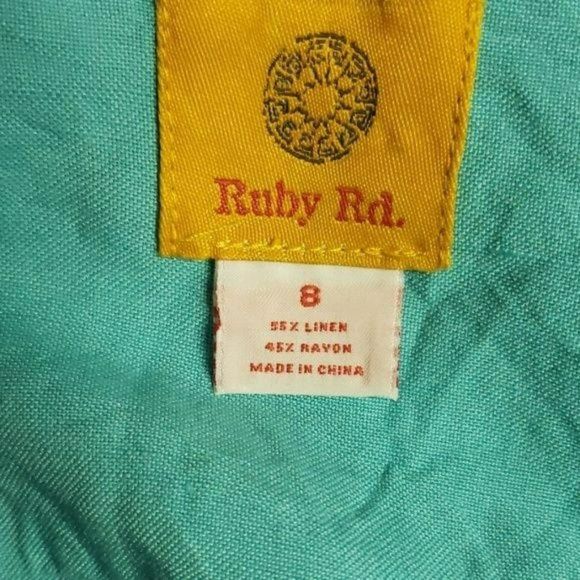 Ruby Rd.
8
55% LINEN
45% RAYON
MADE IN CHINA